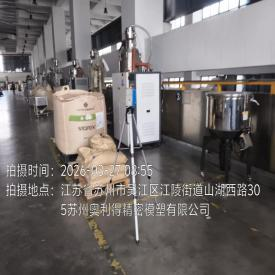 拍摄时间：2026-03-27 08:55
拍摄地点：江苏省苏州市吴江区江陵街道山湖西路30
5苏州奥利得精密模塑有限公司